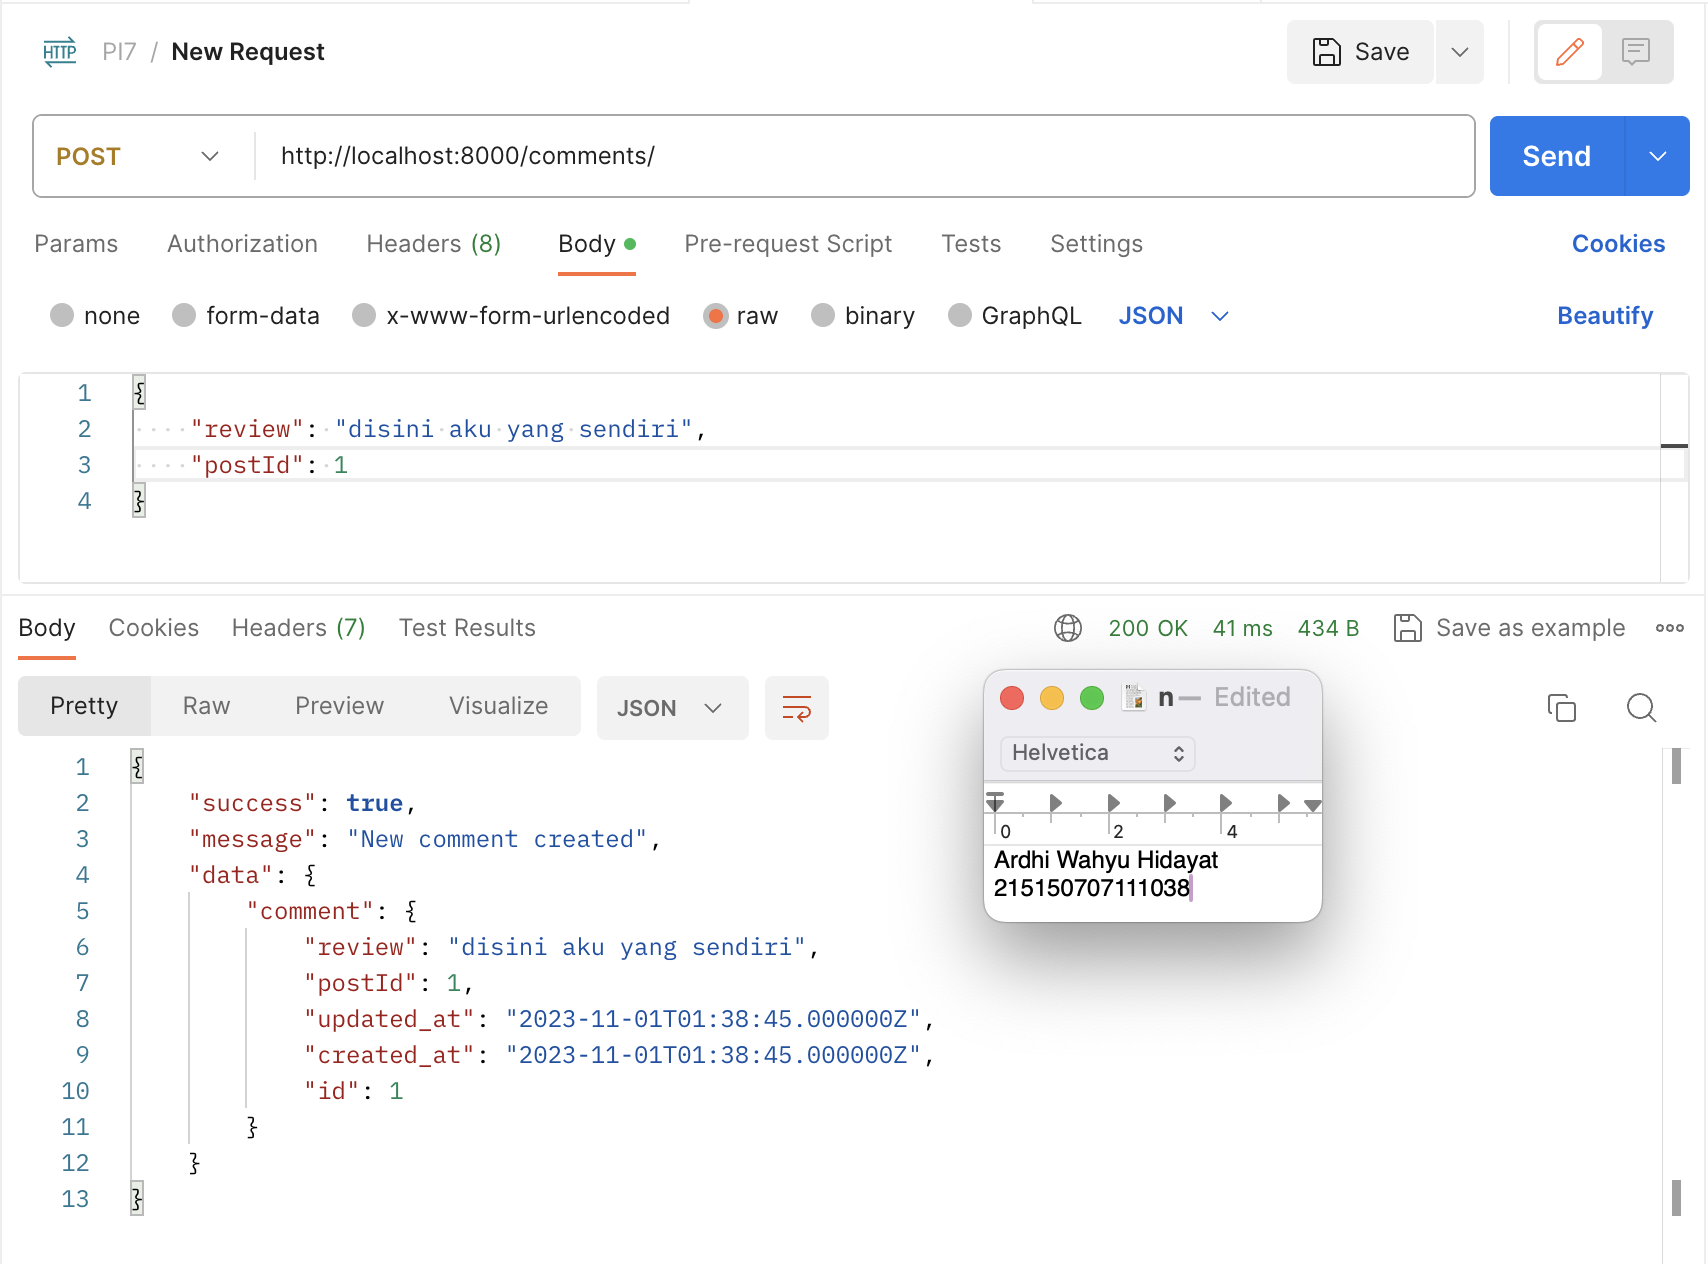 HTTP PI7 / New Request Save
POST http://localhost:8000/comments/ Send
Params Authorization Headers (8) Body Pre-request Script Tests Settings Cookies
none form-data x-www-form-urlencoded raw binary GraphQL JSON Beautify
1 {
2 "review": "disini aku yang sendiri",
3 "postId": 1
4 }
Body Cookies Headers (7) Test Results 200 OK 41 ms 434 B Save as example
Pretty Raw Preview Visualize JSON
n — Edited
Helvetica
0 2 4
Ardhi Wahyu Hidayat
215150707111038
1 {
2 "success": true,
3 "message": "New comment created",
4 "data": {
5 "comment": {
6 "review": "disini aku yang sendiri",
7 "postId": 1,
8 "updated_at": "2023-11-01T01:38:45.000000Z",
9 "created_at": "2023-11-01T01:38:45.000000Z",
10 "id": 1
11 }
12 }
13 }